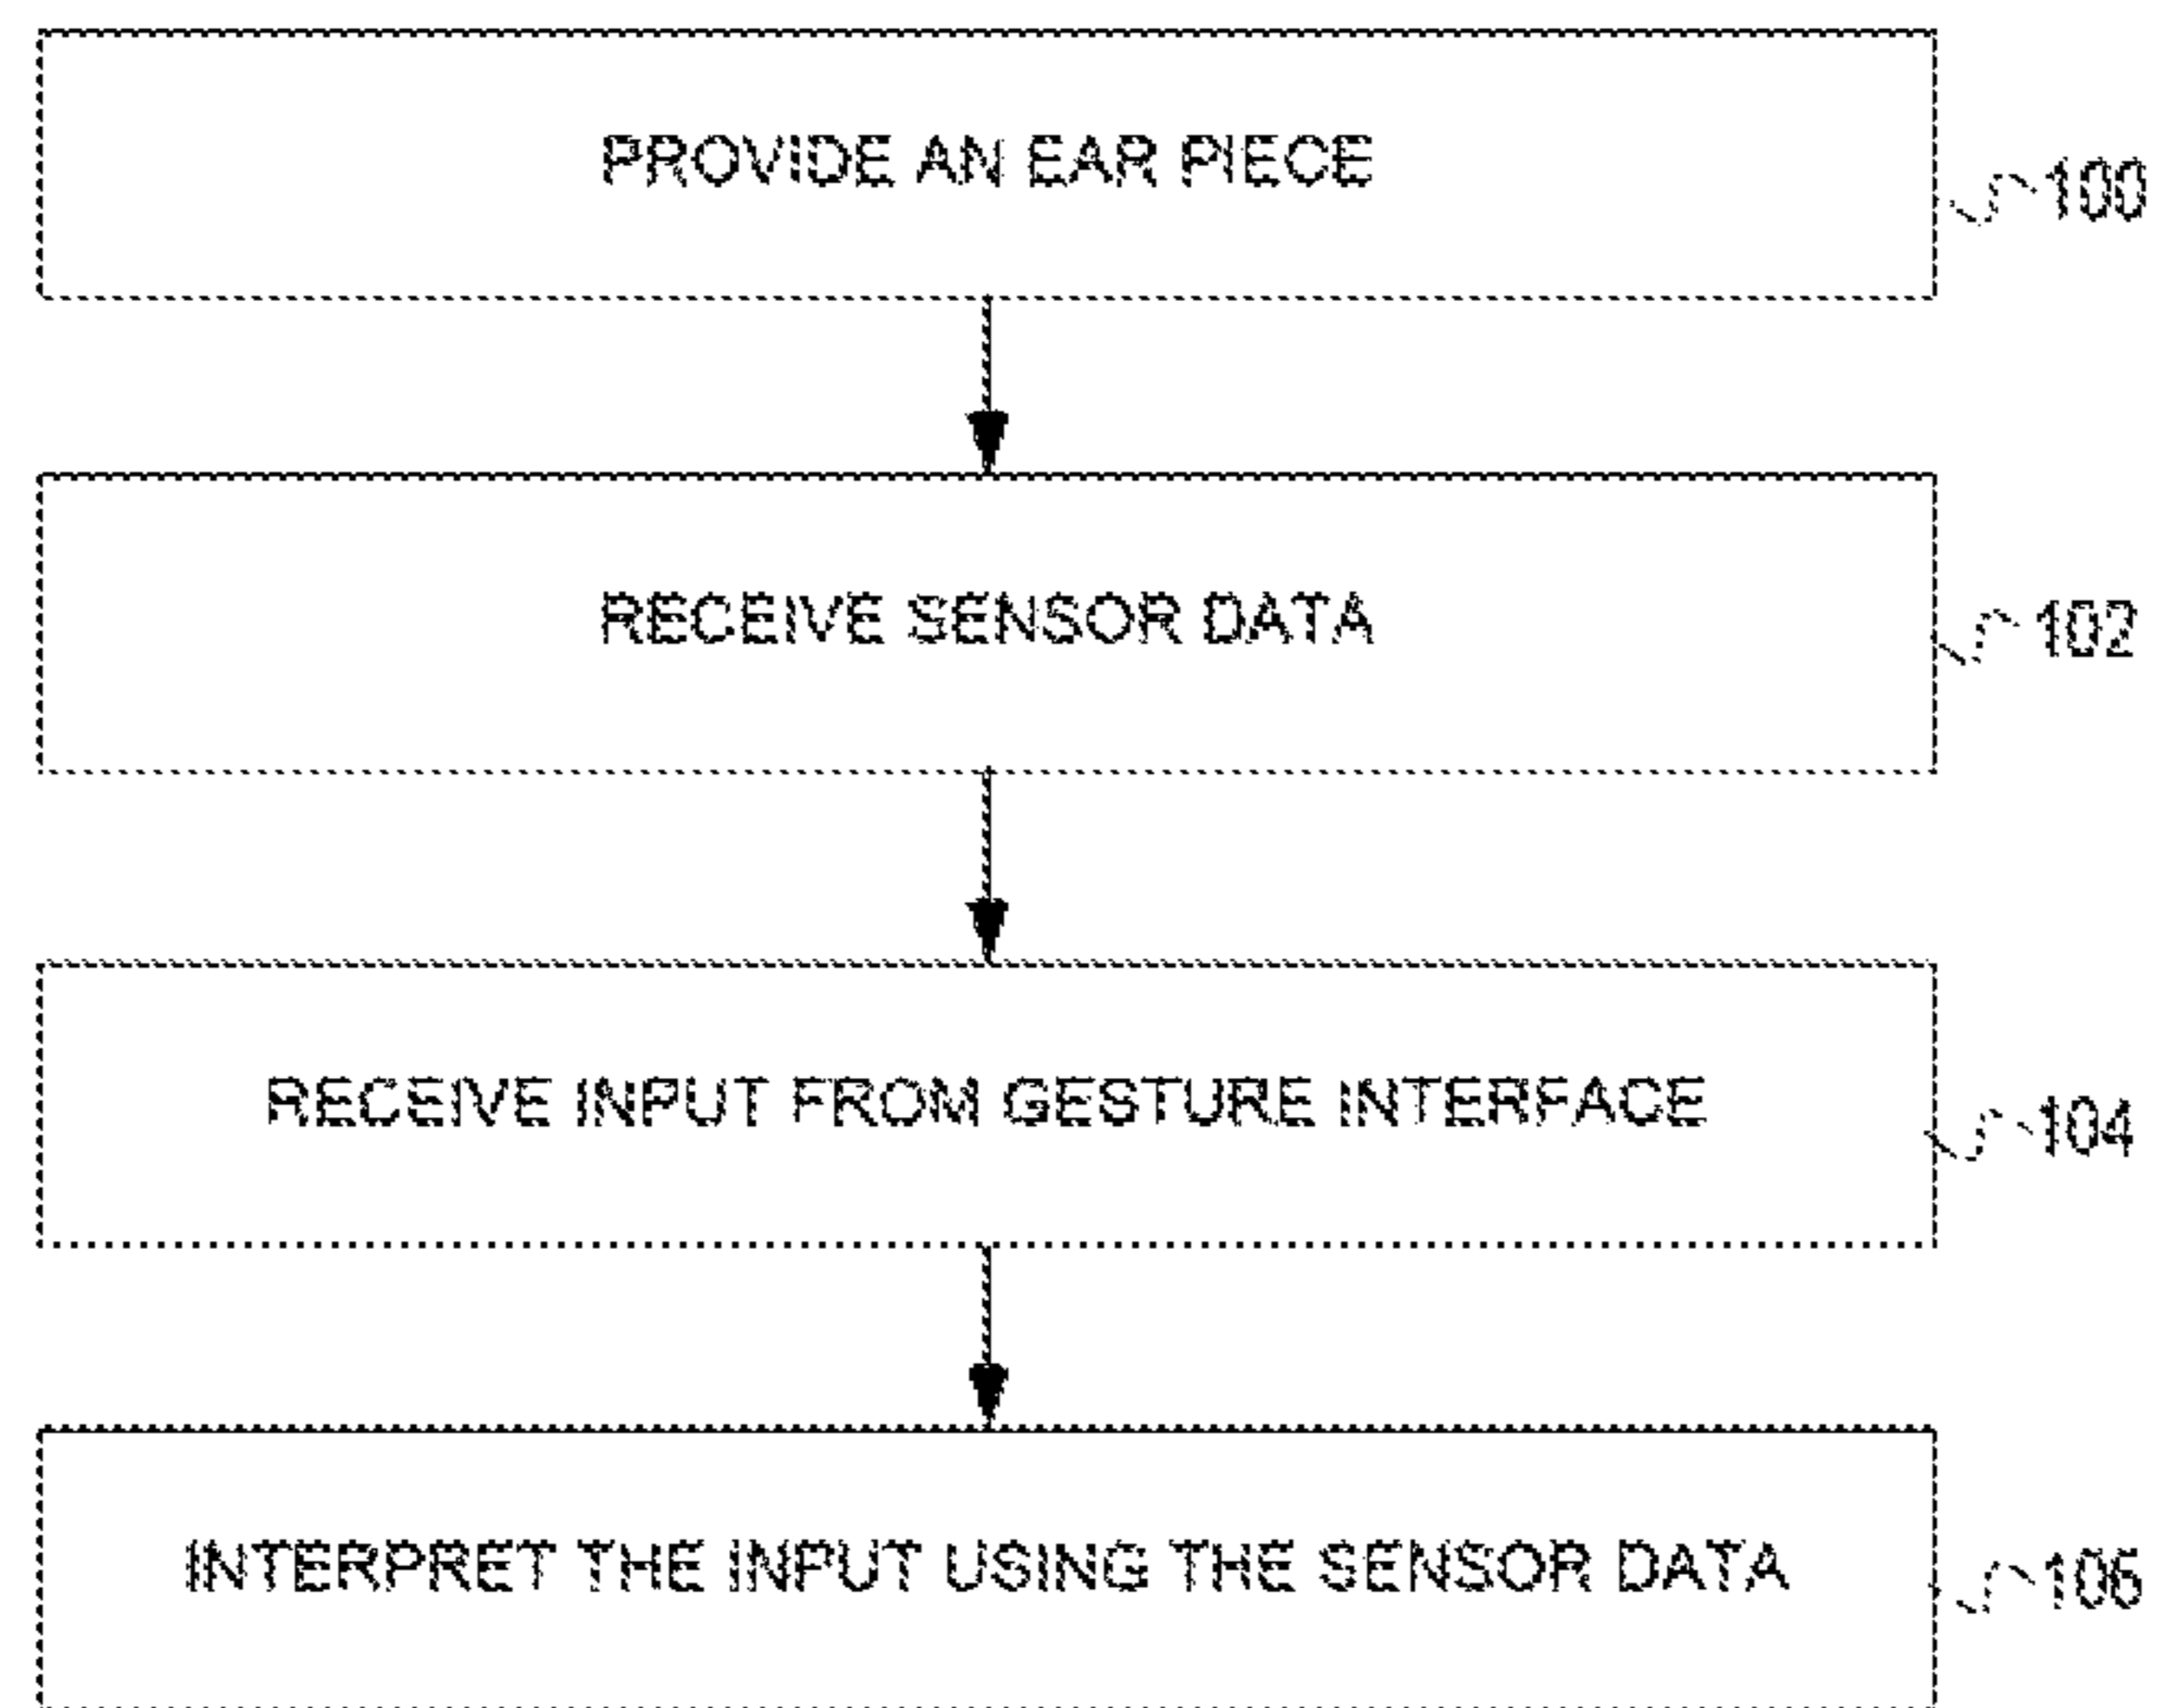 PROVIDE AN EAR PIECE
100
RECEIVE SENSOR DATA
102
RECEIVE INPUT FROM GESTURE INTERFACE
104
INTERPRET THE INPUT USING THE SENSOR DATA
106